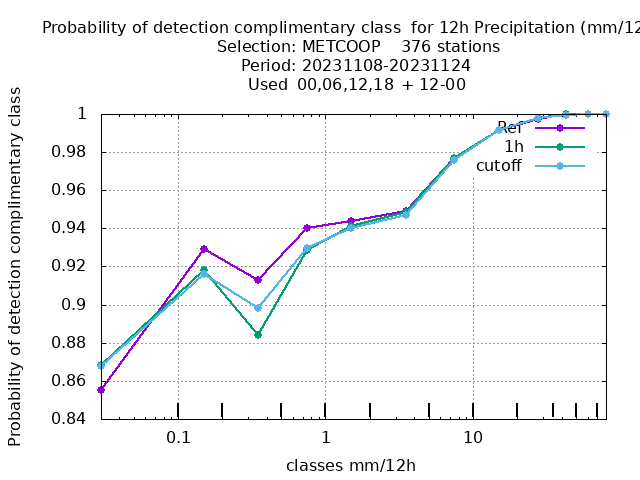 Probability of detection complimentary class  for 12h Precipitation (mm/12
Selection: METCOOP    376 stations
Period: 20231108-20231124
Used  00,06,12,18  + 12-00
Probability of detection complimentary class
1
0.98
0.96
0.94
0.92
0.9
0.88
0.86
0.84
Ref
1h
cutoff
0.1
1
10
classes mm/12h